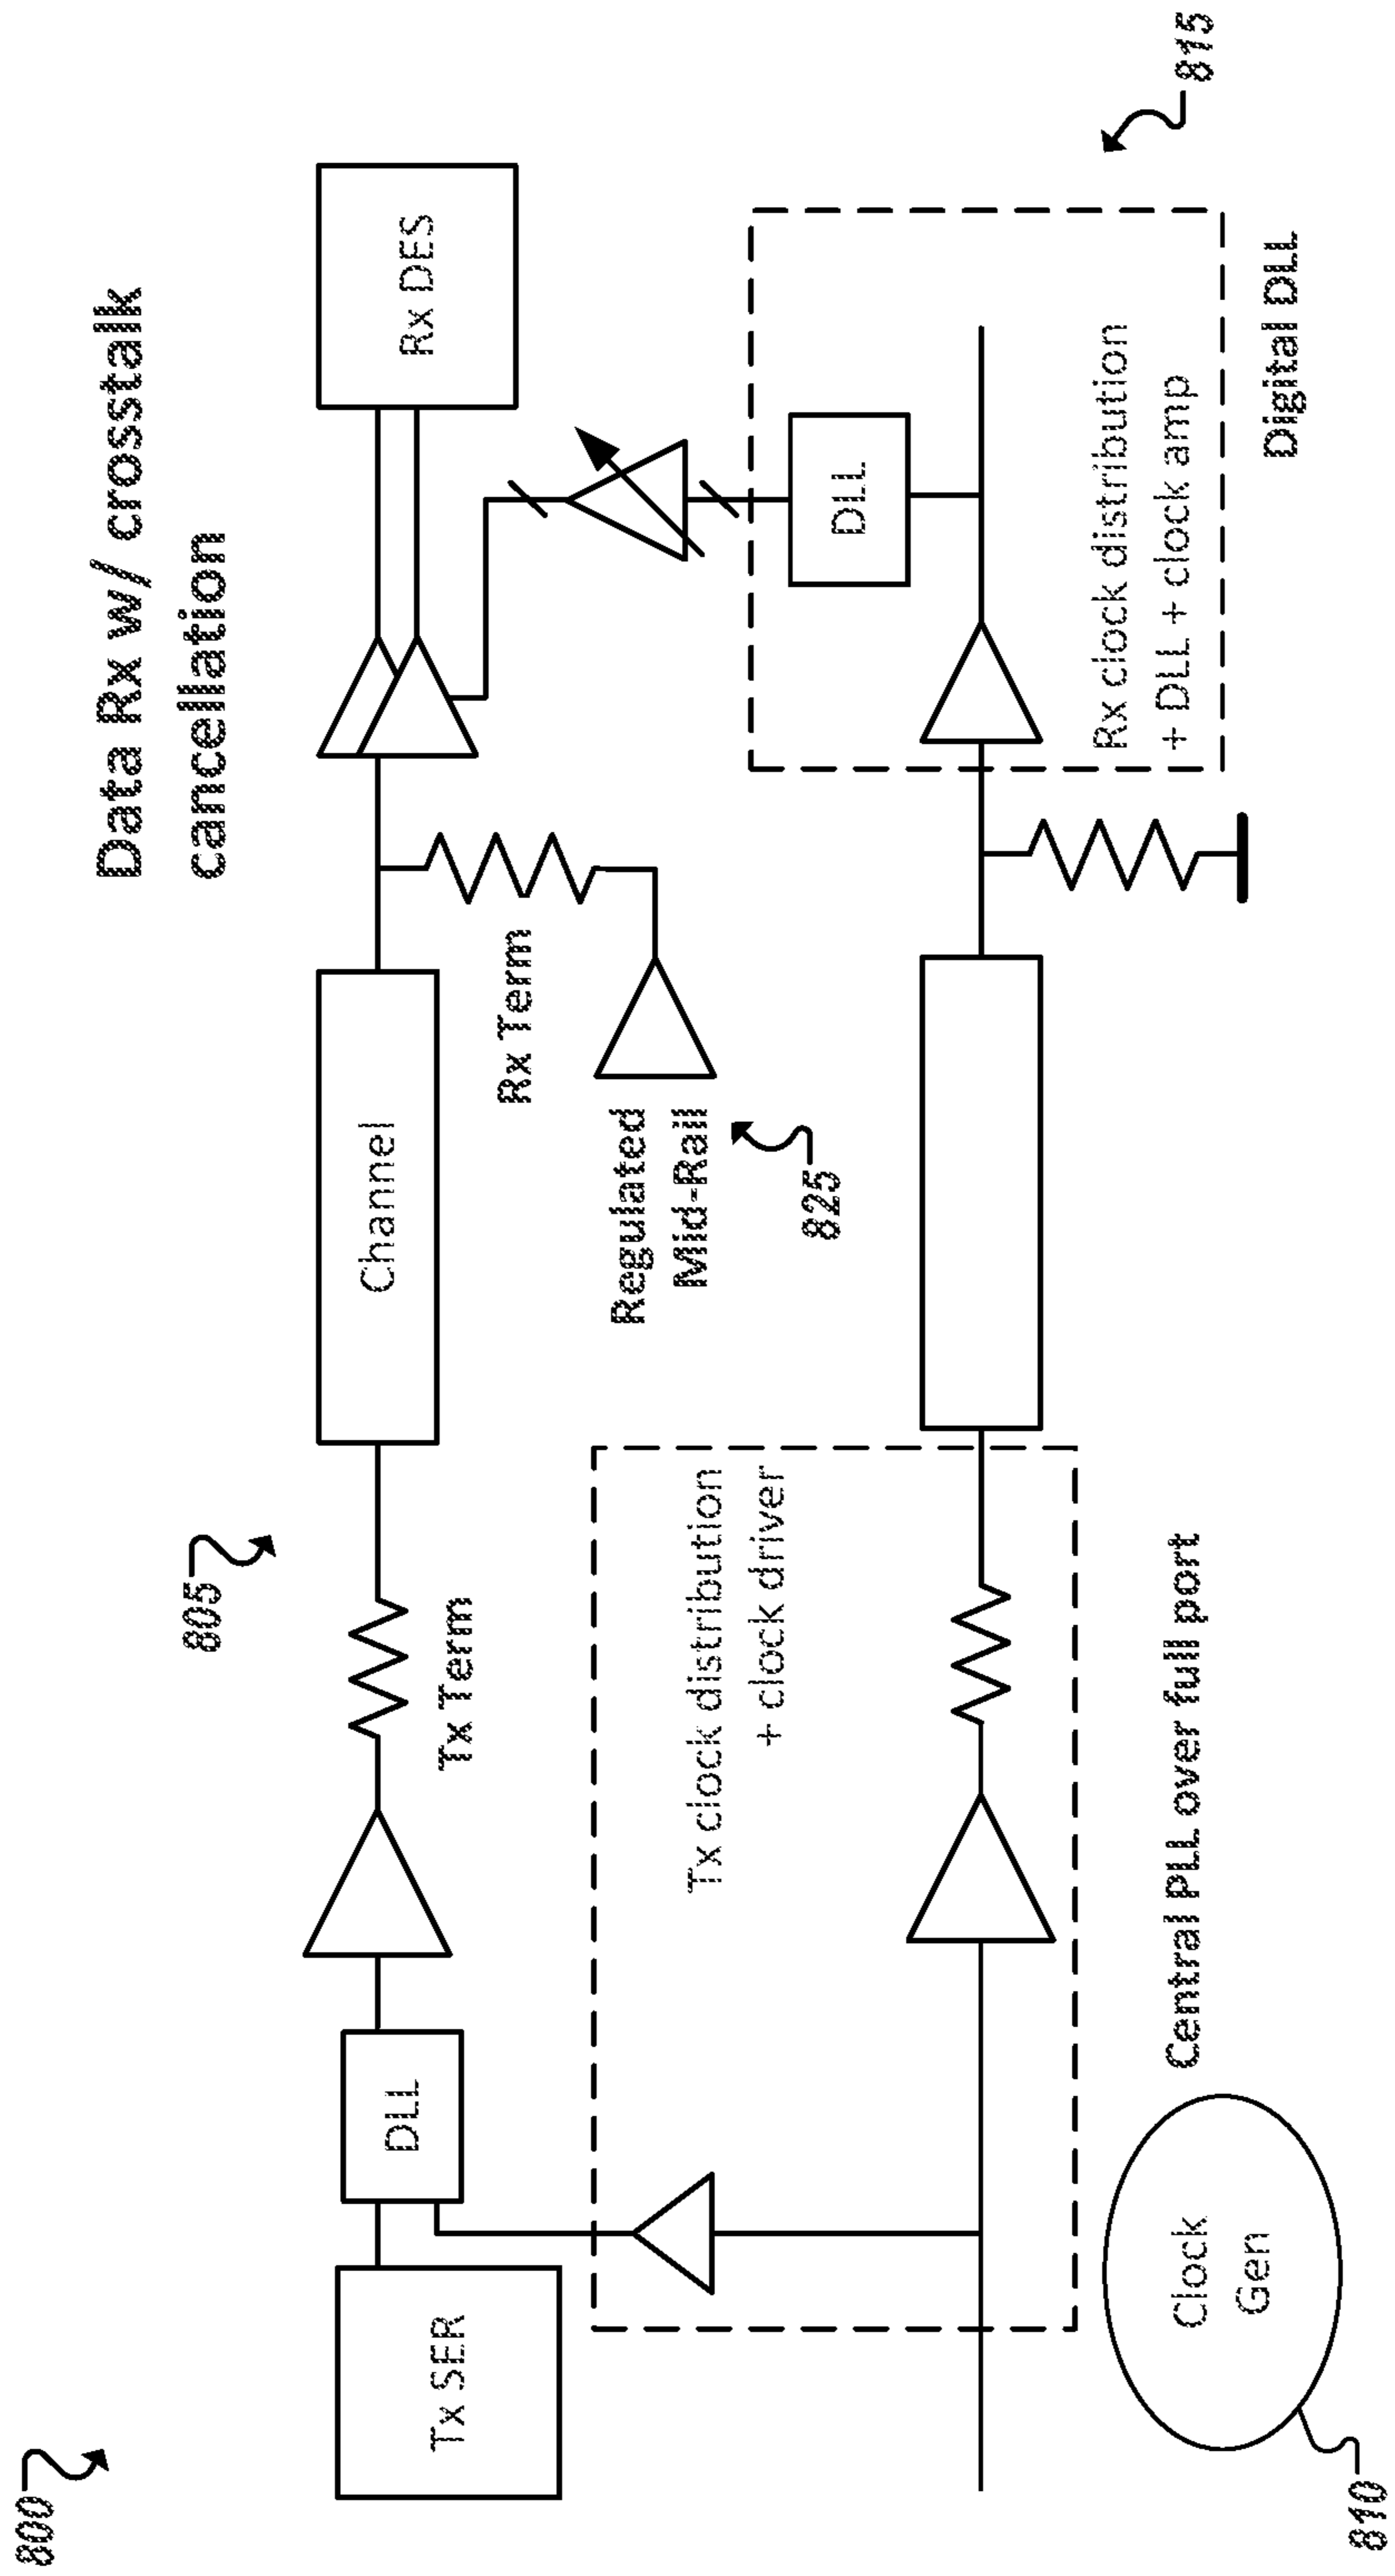 800
Data Rx w/ crosstalk
cancellation
805
Tx SER
DLL
Tx Term
Channel
Rx Term
Rx DES
Regulated
Mid-Rail
825
Tx clock distribution
+ clock driver
DLL
Rx clock distribution
+ DLL + clock amp
815
Clock
Gen
810
Central PLL over full port
Digital DLL